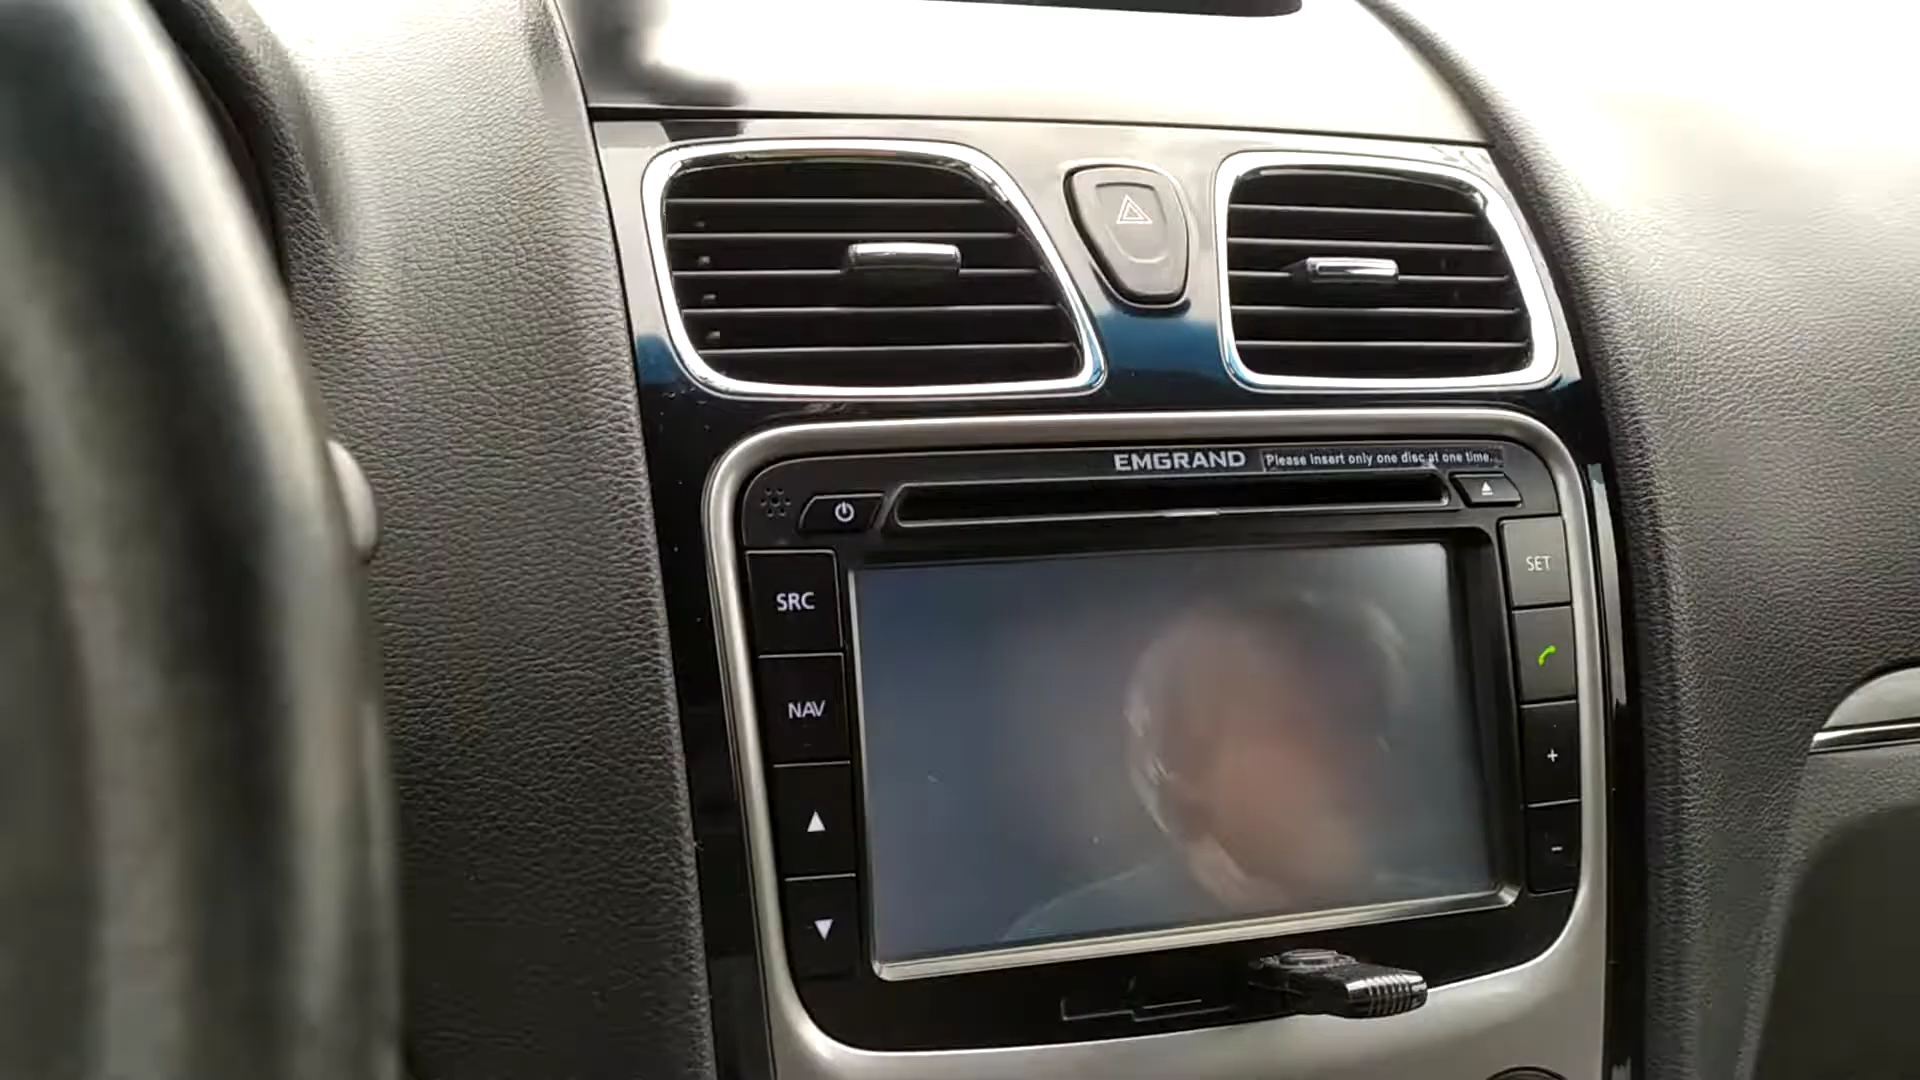 EMGRAND
Please insert only one disc at one time.
SRC
NAV
SET
+
-